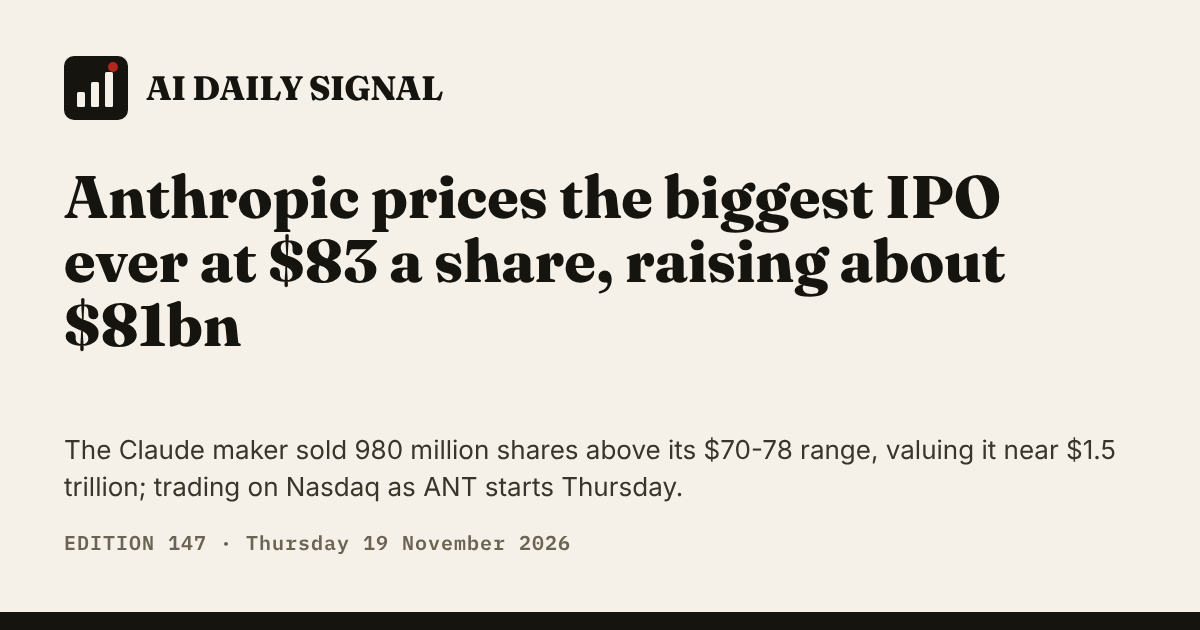 AI DAILY SIGNAL
Anthropic prices the biggest IPO
ever at $83 a share, raising about
$81bn
The Claude maker sold 980 million shares above its $70-78 range, valuing it near $1.5
trillion; trading on Nasdaq as ANT starts Thursday.
EDITION 147 · Thursday 19 November 2026